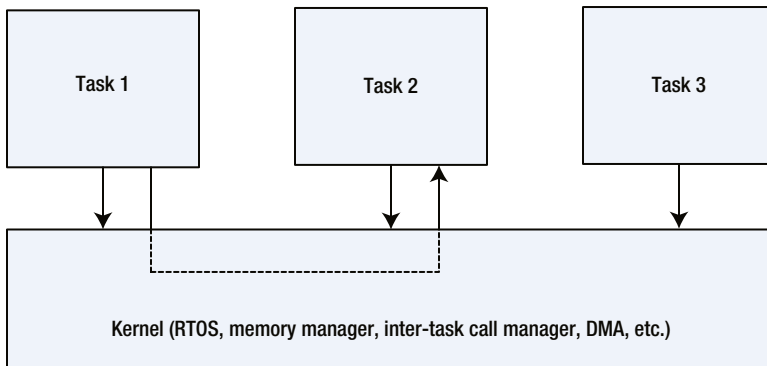 Task 1
Task 2
Task 3
Kernel (RTOS, memory manager, inter-task call manager, DMA, etc.)